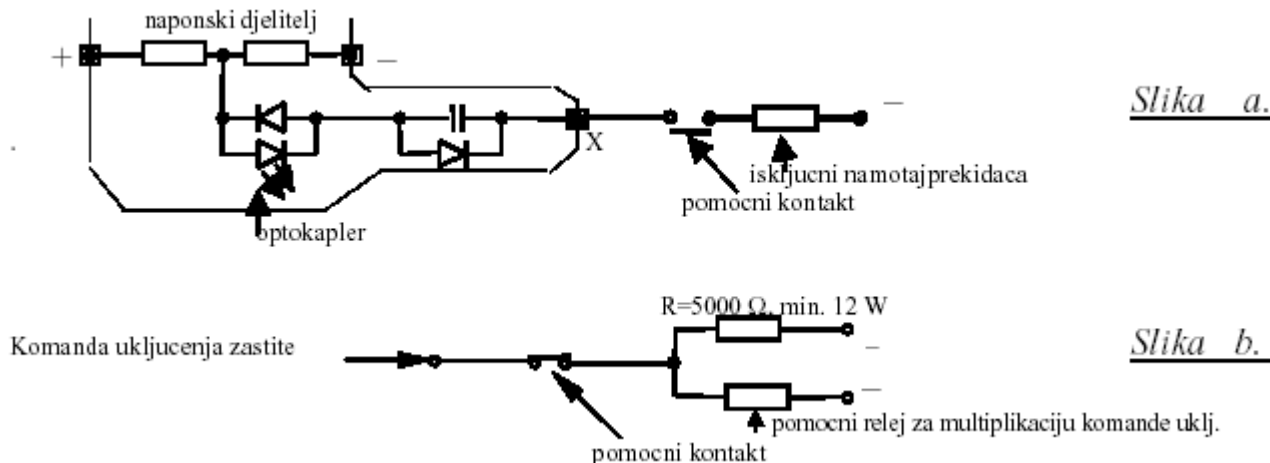 naponski djelitelj
+
−
−
Slika a.
X
iskljucni namotajprekidaca
pomocni kontakt
optokapler
R=5000 Ω, min. 12 W
Komanda ukljucenja zastite
−
Slika b.
−
pomocni relej za multiplikaciju komande uklj.
pomocni kontakt